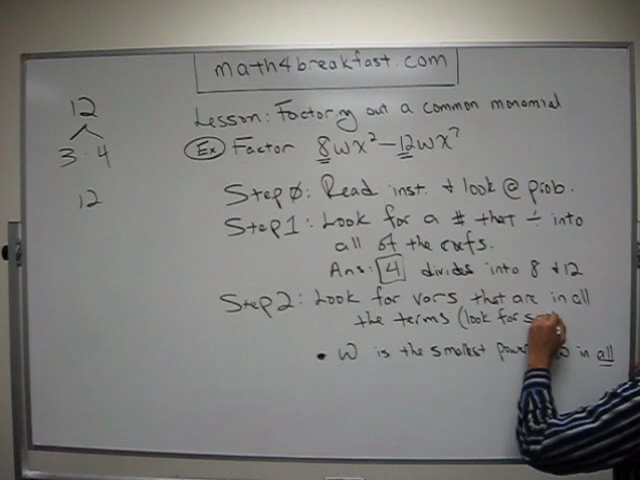 math4breakfast.com
12
3 · 4
12
Lesson: Factoring out a common monomial
Ex Factor 8wx² - 12wx⁷
Step 0: Read inst. & look @ prob.
Step 1: Look for a # that ÷ into
all of the coefs.
Ans: 4 divides into 8 & 12
Step 2: Look for vars that are in all
the terms (look for
• w is the smallest in all